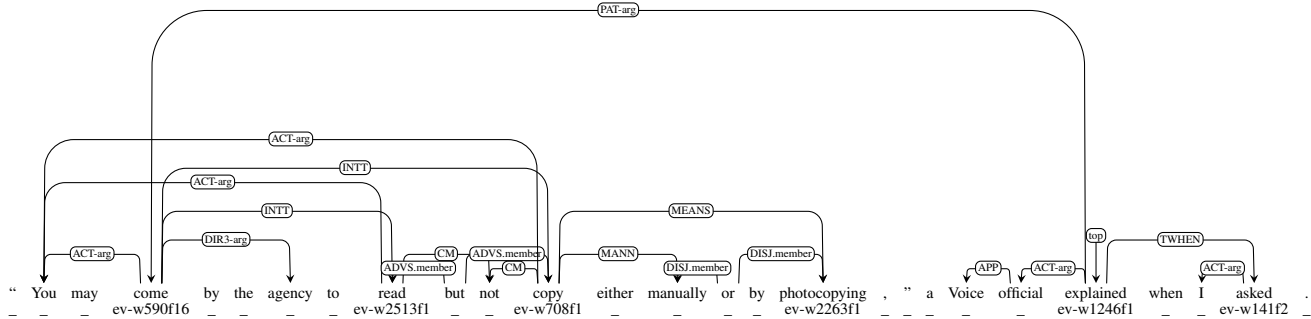 PAT-arg
ACT-arg
INTT
ACT-arg
INTT MEANS
top
DIR3-arg TWHEN
ACT-arg CM ADVS.member MANN DISJ.member
ADVS.member CM DISJ.member APP ACT-arg ACT-arg
“ You may come by the agency to read but not copy either manually or by photocopying , ” a Voice official explained when I asked .
_ _ _ ev-w590f16 _ _ _ _ ev-w2513f1 _ _ ev-w708f1 _ _ _ _ ev-w2263f1 _ _ _ _ _ ev-w1246f1 _ _ ev-w141f2 _